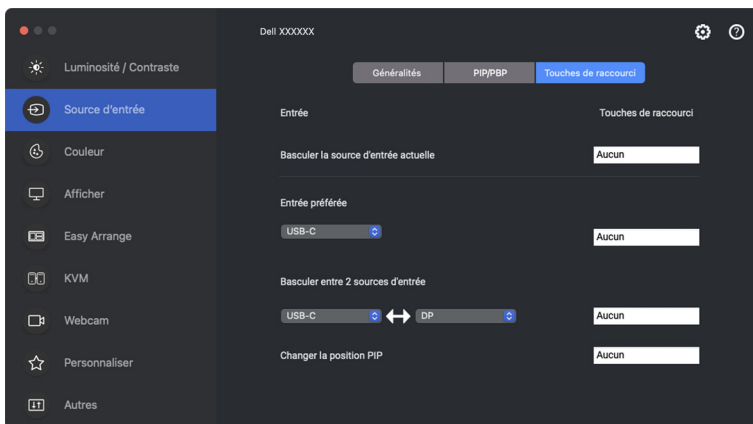 Dell XXXXXX
Luminosité / Contraste
Source d'entrée
Couleur
Afficher
Easy Arrange
KVM
Webcam
Personnaliser
Autres
Généralités PIP/PBP Touches de raccourci
Entrée Touches de raccourci
Basculer la source d'entrée actuelle Aucun
Entrée préférée
USB-C Aucun
Basculer entre 2 sources d'entrée
USB-C DP Aucun
Changer la position PIP Aucun